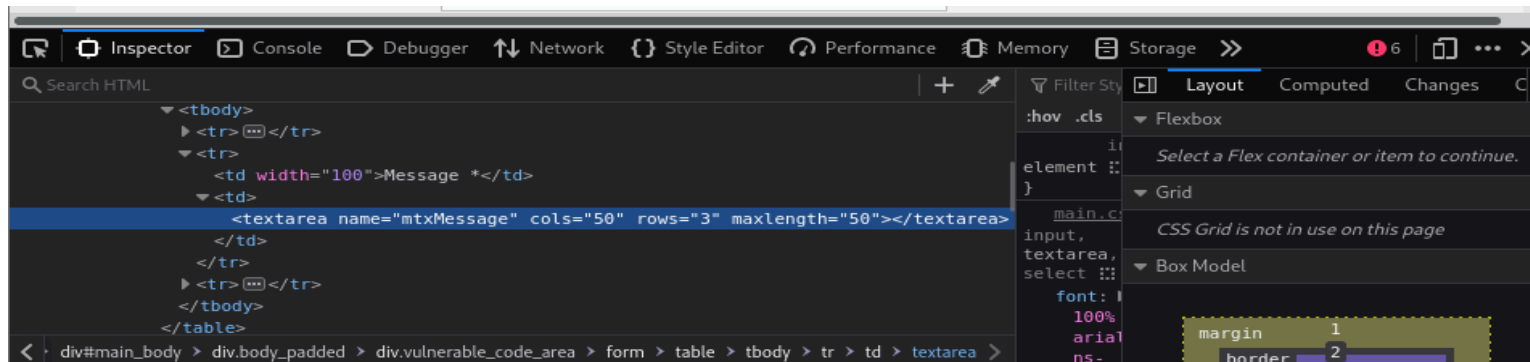 Inspector Console Debugger Network Style Editor Performance Memory Storage 6
Search HTML
<tbody>
<tr></tr>
<tr>
<td width="100">Message *</td>
<td>
<textarea name="mtxMessage" cols="50" rows="3" maxlength="50"></textarea>
</td>
</tr>
<tr></tr>
</tbody>
</table>
div#main_body > div.body_padded > div.vulnerable_code_area > form > table > tbody > tr > td > textarea
Filter Sty
:hov .cls
element
}
main.c
input,
textarea,
select
font:
100%
arial
ns-
Layout Computed Changes
Flexbox
Select a Flex container or item to continue.
Grid
CSS Grid is not in use on this page
Box Model
margin 1
border 2